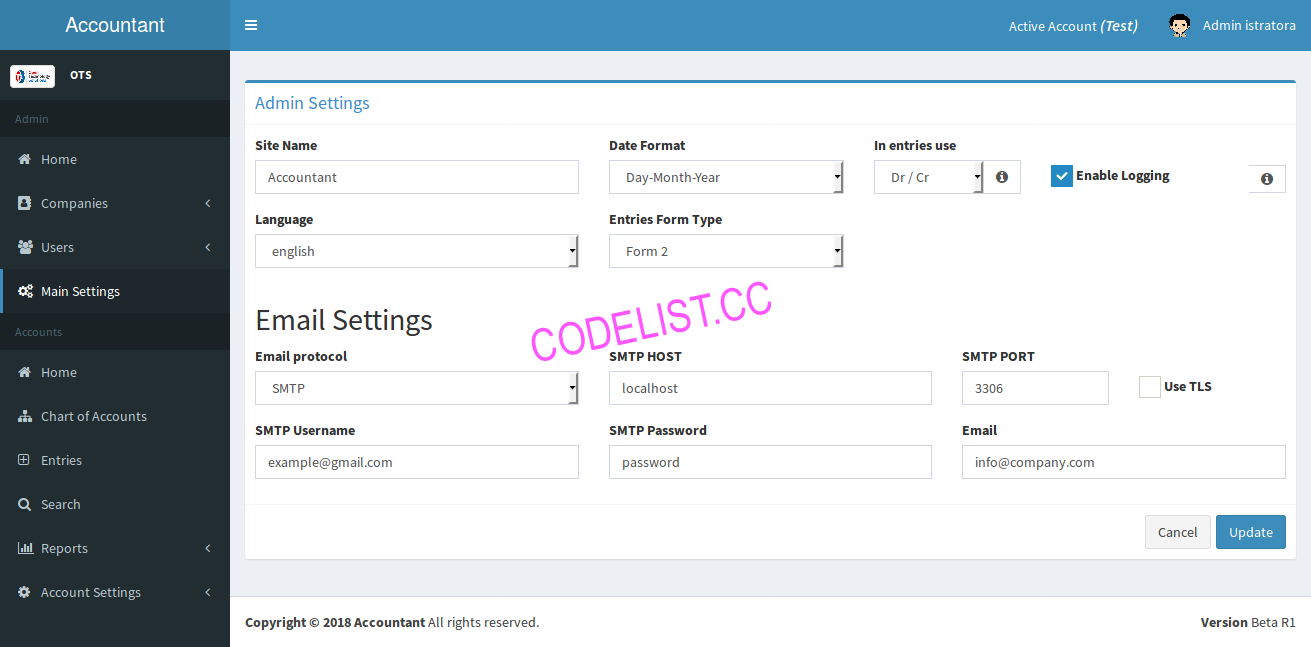 Accountant
Active Account (Test)
Admin istratora
OTS
Admin
Home
Companies
Users
Main Settings
Accounts
Home
Chart of Accounts
Entries
Search
Reports
Account Settings
Admin Settings
Site Name
Date Format
In entries use
Accountant
Day-Month-Year
Dr / Cr
Enable Logging
Language
Entries Form Type
english
Form 2
Email Settings
CODELIST.CC
Email protocol
SMTP HOST
SMTP PORT
SMTP
localhost
3306
Use TLS
SMTP Username
SMTP Password
Email
example@gmail.com
password
info@company.com
Cancel
Update
Copyright © 2018 Accountant All rights reserved.
Version Beta R1